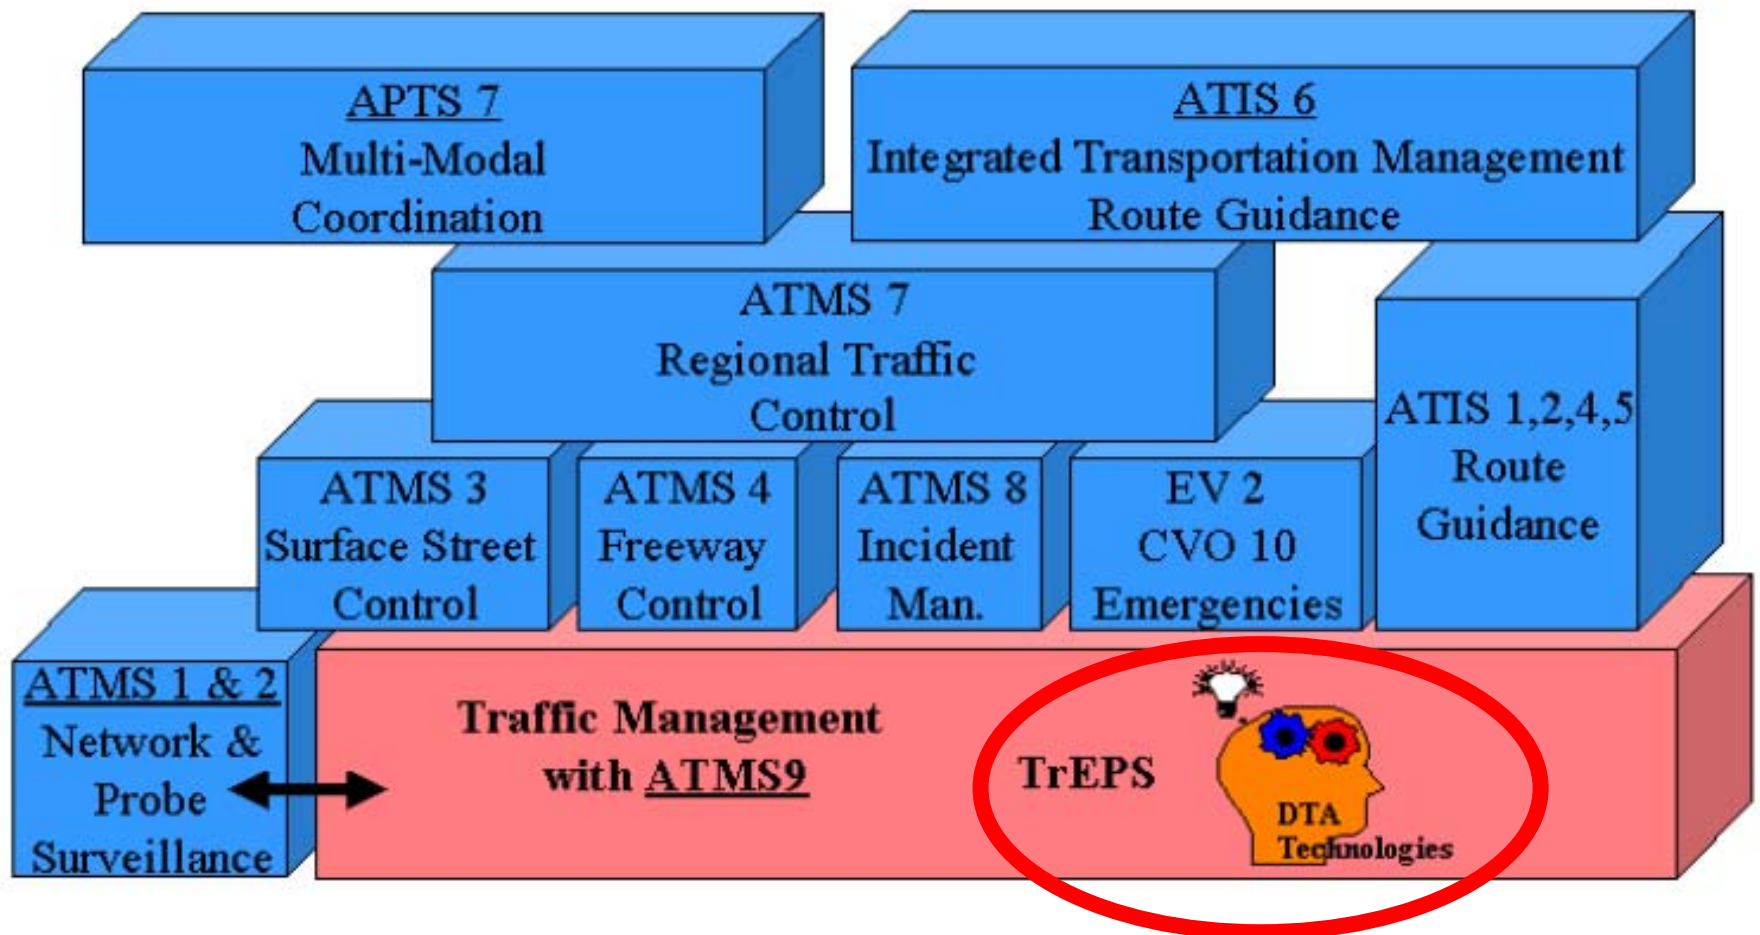 APTS 7
Multi-Modal
Coordination
ATIS 6
Integrated Transportation Management
Route Guidance
ATMS 7
Regional Traffic
Control
ATIS 1,2,4,5
Route
Guidance
ATMS 3
Surface Street
Control
ATMS 4
Freeway
Control
ATMS 8
Incident
Man.
EV 2
CVO 10
Emergencies
ATMS 1 & 2
Network &
Probe
Surveillance
Traffic Management
with ATMS9
TrEPS
DTA
Technologies